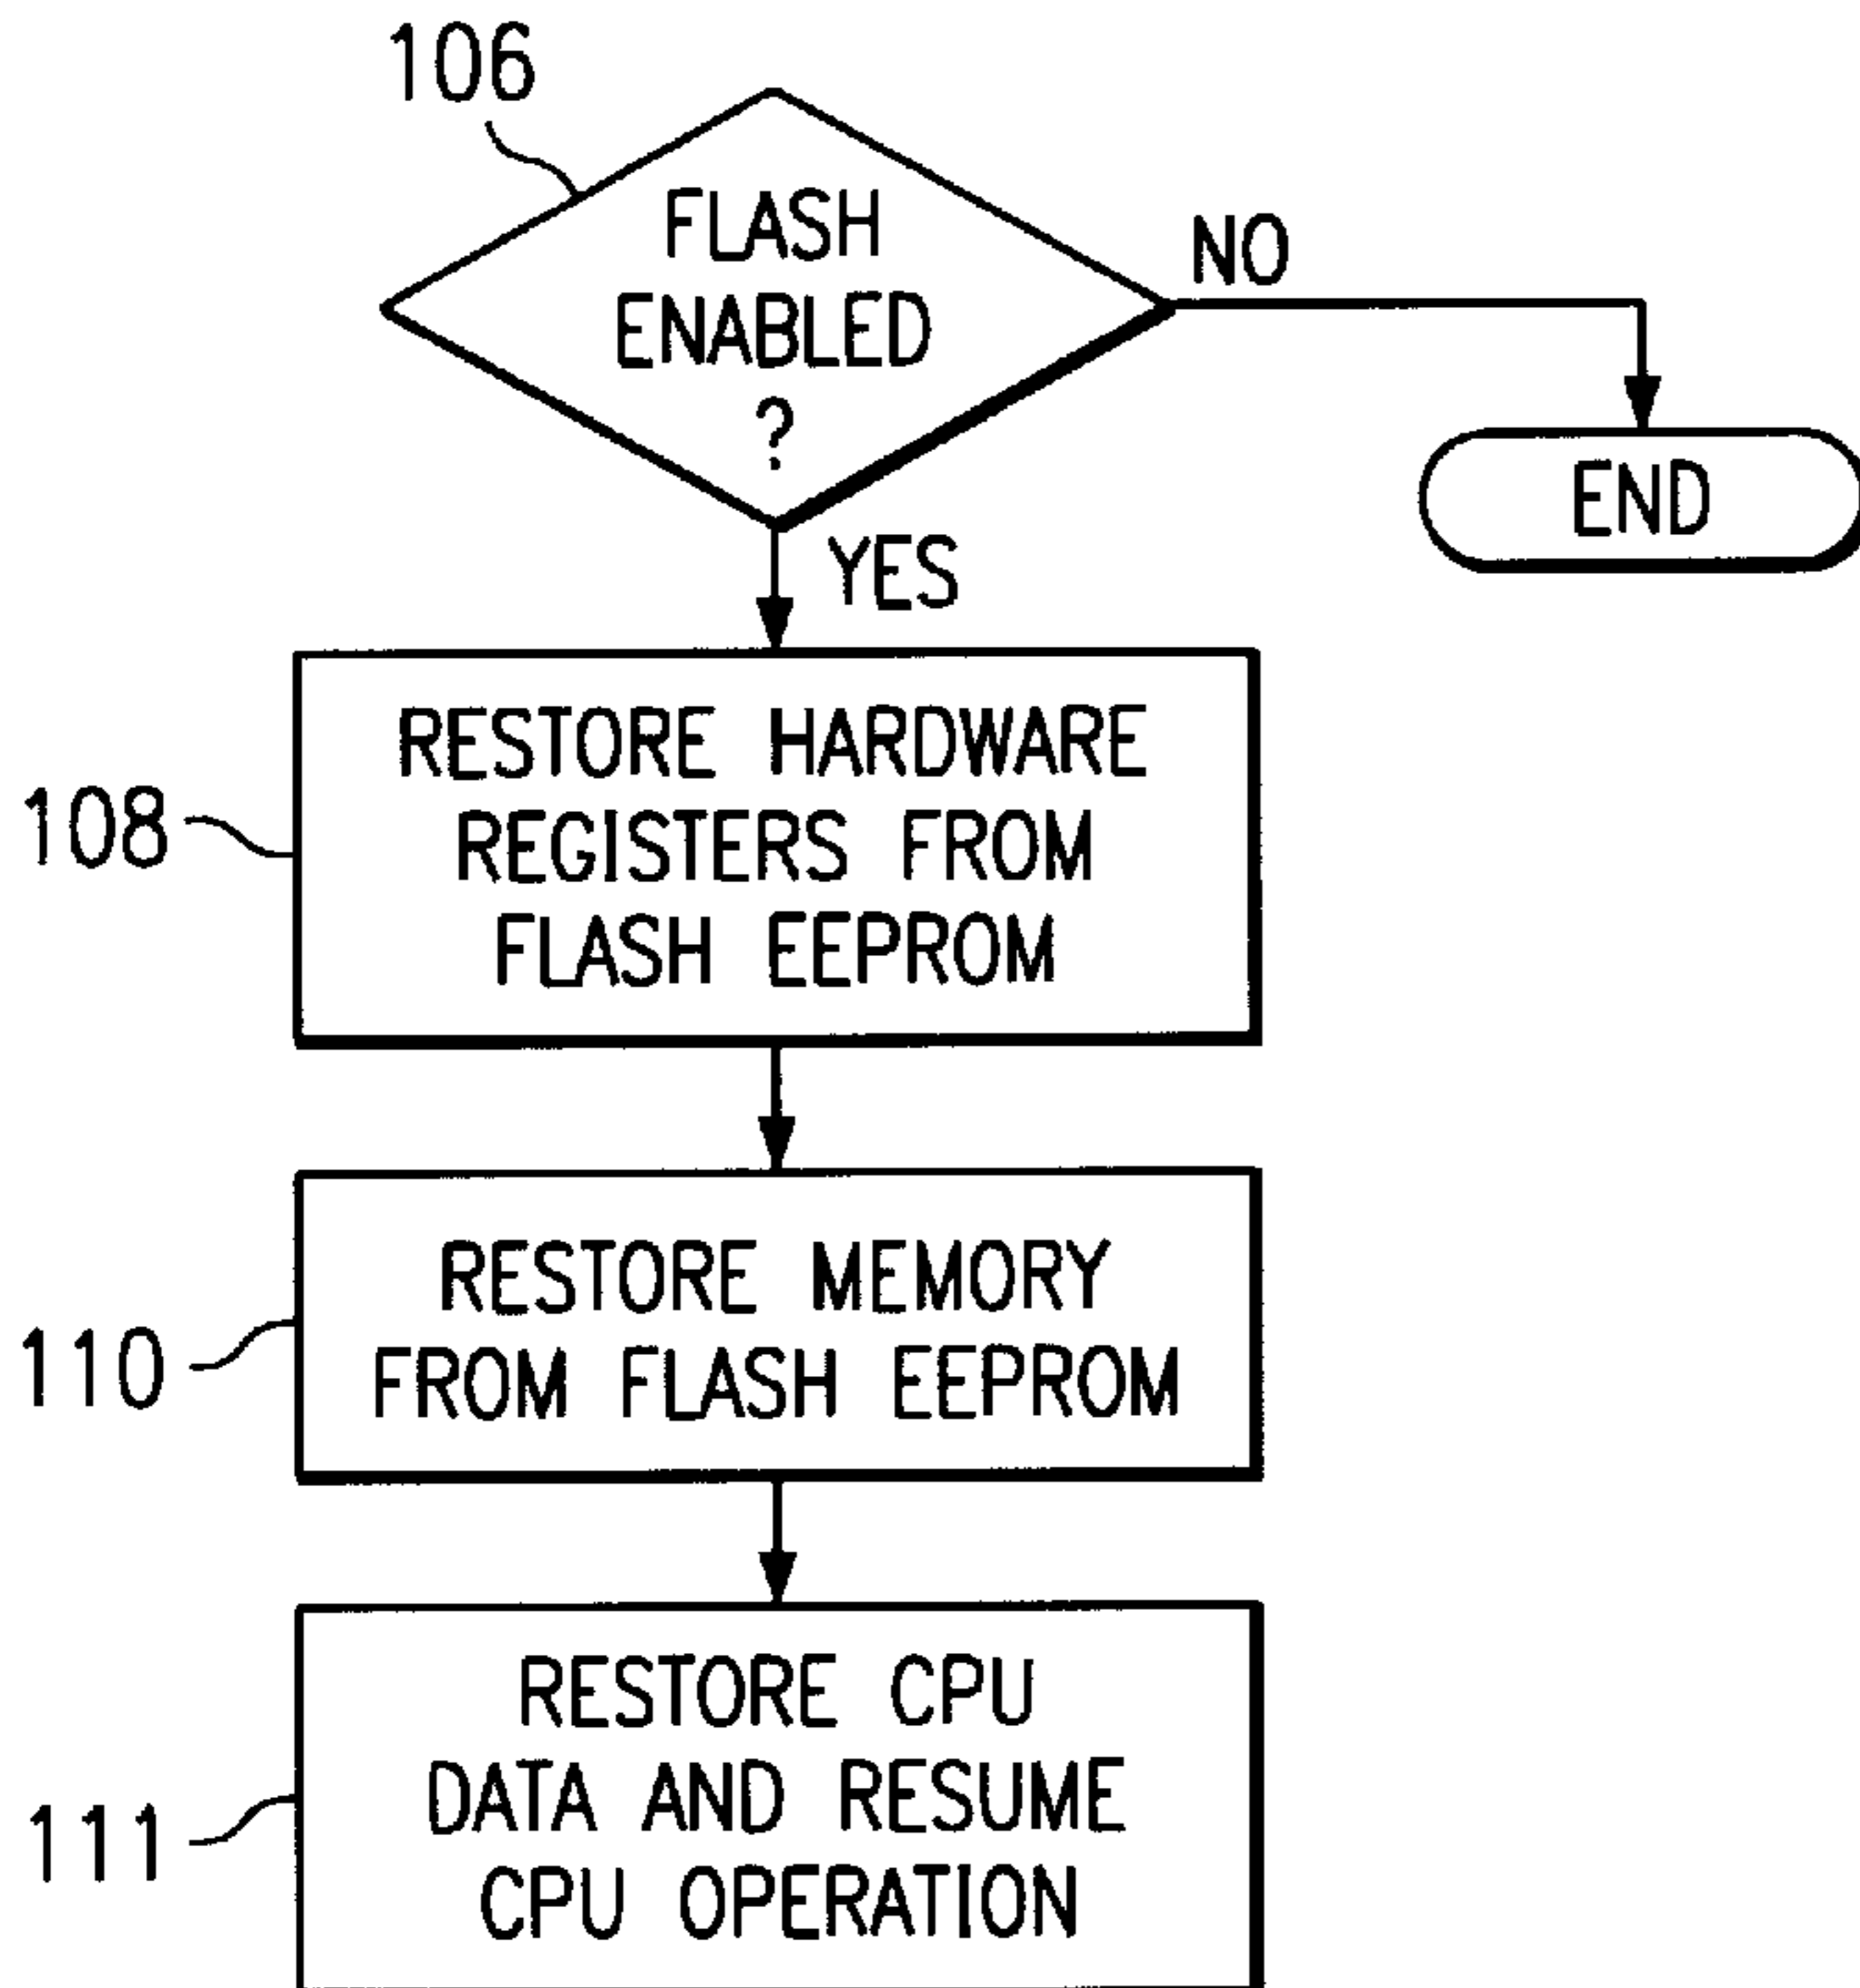 106
FLASH
ENABLED
?
NO
END
YES
108
RESTORE HARDWARE
REGISTERS FROM
FLASH EEPROM
110
RESTORE MEMORY
FROM FLASH EEPROM
111
RESTORE CPU
DATA AND RESUME
CPU OPERATION